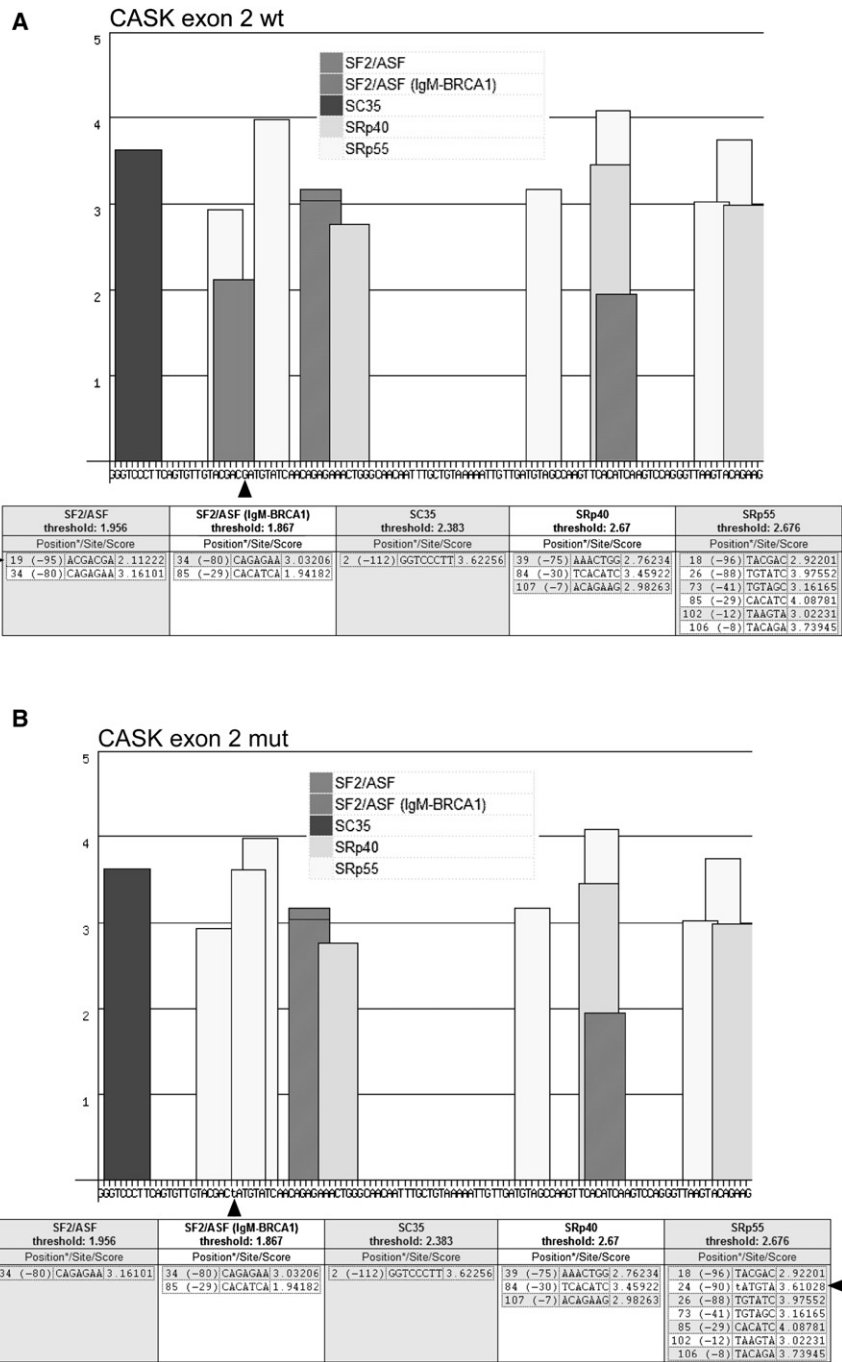 A
CASK exon 2 wt
5
SF2/ASF
SF2/ASF (IgM-BRCA1)
SC35
SRp40
SRp55
4
3
2
1
GGGTCCCTTCAGTGTTGTACGACGATGTATCAACAGAGAAACTGGGCAACAATTTGCTGTAAAAATTGTTGATGTAGCCAAGTTCACATCAAGTCCAGGGTTAAGTACAGAAG
SF2/ASF SF2/ASF (IgM-BRCA1) SC35 SRp40 SRp55
threshold: 1.956 threshold: 1.867 threshold: 2.383 threshold: 2.67 threshold: 2.676
Position*/Site/Score Position*/Site/Score Position*/Site/Score Position*/Site/Score Position*/Site/Score
19 (-95) ACGACGA 2.11222 34 (-80) CAGAGAA 3.03206 2 (-112) GGTCCCTT 3.62256 39 (-75) AAACTGG 2.76234 18 (-96) TACGAC 2.92201
34 (-80) CAGAGAA 3.16101 85 (-29) CACATCA 1.94182 84 (-30) TCACATC 3.45922 26 (-88) TGTATC 3.97552
107 (-7) ACAGAAG 2.98263 73 (-41) TGTAGC 3.16165
85 (-29) CACATC 4.08781
102 (-12) TAAGTA 3.02231
106 (-8) TACAGA 3.73945
B
CASK exon 2 mut
5
SF2/ASF
SF2/ASF (IgM-BRCA1)
SC35
SRp40
SRp55
4
3
2
1
GGGTCCCTTCAGTGTTGTACGACtATGTATCAACAGAGAAACTGGGCAACAATTTGCTGTAAAAATTGTTGATGTAGCCAAGTTCACATCAAGTCCAGGGTTAAGTACAGAAG
SF2/ASF SF2/ASF (IgM-BRCA1) SC35 SRp40 SRp55
threshold: 1.956 threshold: 1.867 threshold: 2.383 threshold: 2.67 threshold: 2.676
Position*/Site/Score Position*/Site/Score Position*/Site/Score Position*/Site/Score Position*/Site/Score
34 (-80) CAGAGAA 3.16101 34 (-80) CAGAGAA 3.03206 2 (-112) GGTCCCTT 3.62256 39 (-75) AAACTGG 2.76234 18 (-96) TACGAC 2.92201
85 (-29) CACATCA 1.94182 84 (-30) TCACATC 3.45922 24 (-90) tATGTA 3.61028
107 (-7) ACAGAAG 2.98263 26 (-88) TGTATC 3.97552
73 (-41) TGTAGC 3.16165
85 (-29) CACATC 4.08781
102 (-12) TAAGTA 3.02231
106 (-8) TACAGA 3.73945